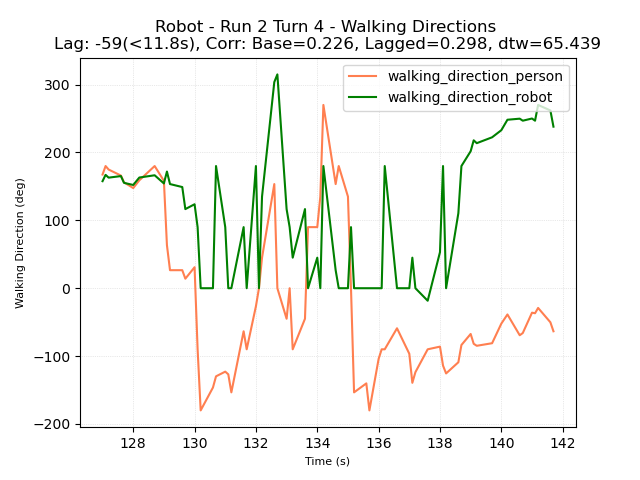 Robot - Run 2 Turn 4 - Walking Directions
Lag: -59(<11.8s), Corr: Base=0.226, Lagged=0.298, dtw=65.439
walking_direction_person
walking_direction_robot
Walking Direction (deg)
300
200
100
0
−100
−200
128
130
132
134
136
138
140
142
Time (s)